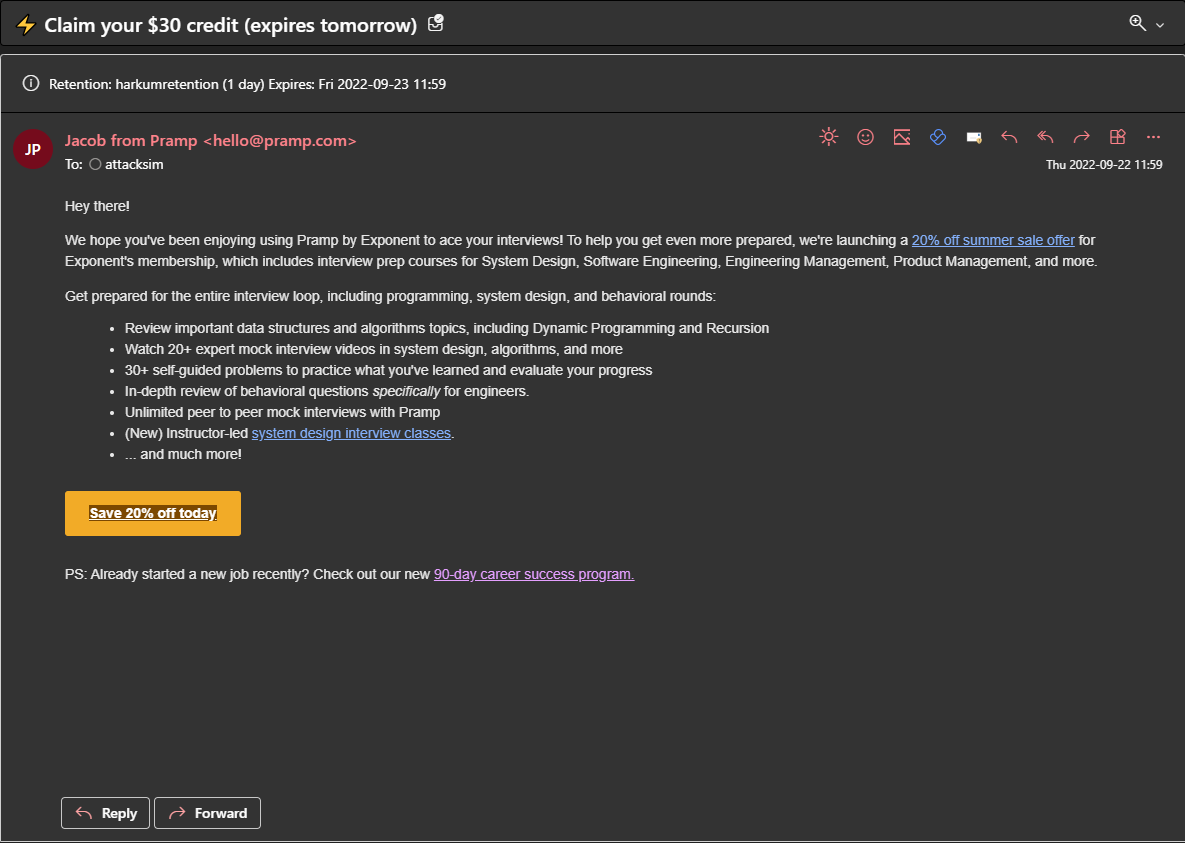 ⚡ Claim your $30 credit (expires tomorrow)
Retention: harkumretention (1 day) Expires: Fri 2022-09-23 11:59
JP
Jacob from Pramp <hello@pramp.com>
To: attacksim
Thu 2022-09-22 11:59
Hey there!
We hope you've been enjoying using Pramp by Exponent to ace your interviews! To help you get even more prepared, we're launching a 20% off summer sale offer for
Exponent's membership, which includes interview prep courses for System Design, Software Engineering, Engineering Management, Product Management, and more.
Get prepared for the entire interview loop, including programming, system design, and behavioral rounds:
• Review important data structures and algorithms topics, including Dynamic Programming and Recursion
• Watch 20+ expert mock interview videos in system design, algorithms, and more
• 30+ self-guided problems to practice what you've learned and evaluate your progress
• In-depth review of behavioral questions specifically for engineers.
• Unlimited peer to peer mock interviews with Pramp
• (New) Instructor-led system design interview classes.
• ... and much more!
Save 20% off today
PS: Already started a new job recently? Check out our new 90-day career success program.
Reply
Forward